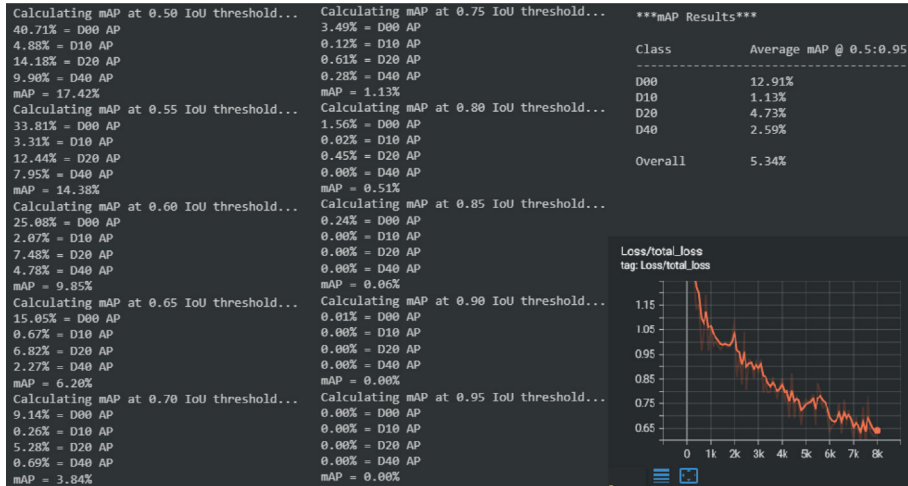 Calculating mAP at 0.50 IoU threshold...
40.71% = D00 AP
4.88% = D10 AP
14.18% = D20 AP
9.90% = D40 AP
mAP = 17.42%
Calculating mAP at 0.55 IoU threshold...
33.81% = D00 AP
3.31% = D10 AP
12.44% = D20 AP
7.95% = D40 AP
mAP = 14.38%
Calculating mAP at 0.60 IoU threshold...
25.08% = D00 AP
2.07% = D10 AP
7.48% = D20 AP
4.78% = D40 AP
mAP = 9.85%
Calculating mAP at 0.65 IoU threshold...
15.05% = D00 AP
0.67% = D10 AP
6.82% = D20 AP
2.27% = D40 AP
mAP = 6.20%
Calculating mAP at 0.70 IoU threshold...
9.14% = D00 AP
0.26% = D10 AP
5.28% = D20 AP
0.69% = D40 AP
mAP = 3.84%
Calculating mAP at 0.75 IoU threshold...
3.49% = D00 AP
0.12% = D10 AP
0.61% = D20 AP
0.28% = D40 AP
mAP = 1.13%
Calculating mAP at 0.80 IoU threshold...
1.56% = D00 AP
0.02% = D10 AP
0.45% = D20 AP
0.00% = D40 AP
mAP = 0.51%
Calculating mAP at 0.85 IoU threshold...
0.24% = D00 AP
0.00% = D10 AP
0.00% = D20 AP
0.00% = D40 AP
mAP = 0.06%
Calculating mAP at 0.90 IoU threshold...
0.01% = D00 AP
0.00% = D10 AP
0.00% = D20 AP
0.00% = D40 AP
mAP = 0.00%
Calculating mAP at 0.95 IoU threshold...
0.00% = D00 AP
0.00% = D10 AP
0.00% = D20 AP
0.00% = D40 AP
mAP = 0.00%
***mAP Results***
Class Average mAP @ 0.5:0.95
---------------------------------------
D00 12.91%
D10 1.13%
D20 4.73%
D40 2.59%
Overall 5.34%
Loss/total_loss
tag: Loss/total_loss
1.15
1.05
0.95
0.85
0.75
0.65
0 1k 2k 3k 4k 5k 6k 7k 8k